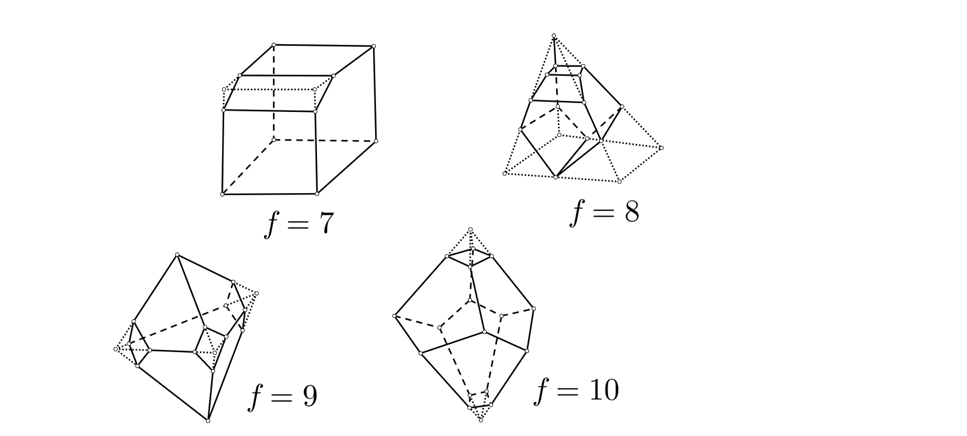 f = 7
f = 8
f = 9
f = 10